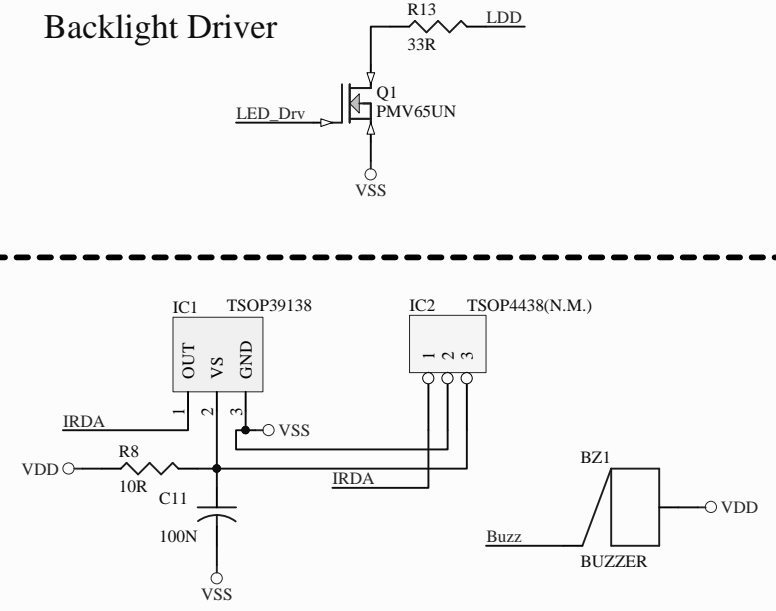 Backlight Driver
R13
LDD
33R
Q1
PMV65UN
LED_Drv
VSS
IC1 TSOP39138
IC2 TSOP4438(N.M.)
OUT VS GND
1 2 3
1 2 3
IRDA
VSS
R8
VDD
10R
IRDA
C11
100N
VSS
BZ1
VDD
Buzz
BUZZER